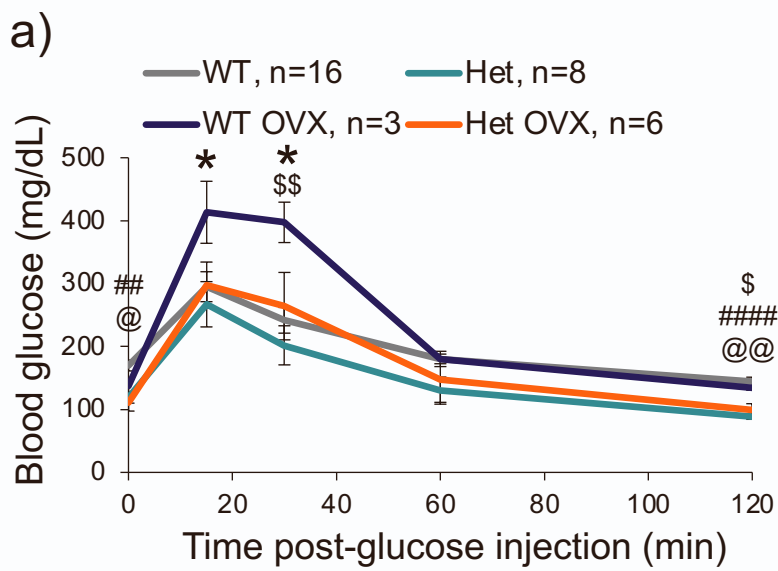 a)
WT, n=16 Het, n=8
WT OVX, n=3 Het OVX, n=6
Blood glucose (mg/dL)
500
400
300
200
100
0
* *
$$
##
@
$
####
@@
0 20 40 60 80 100 120
Time post-glucose injection (min)